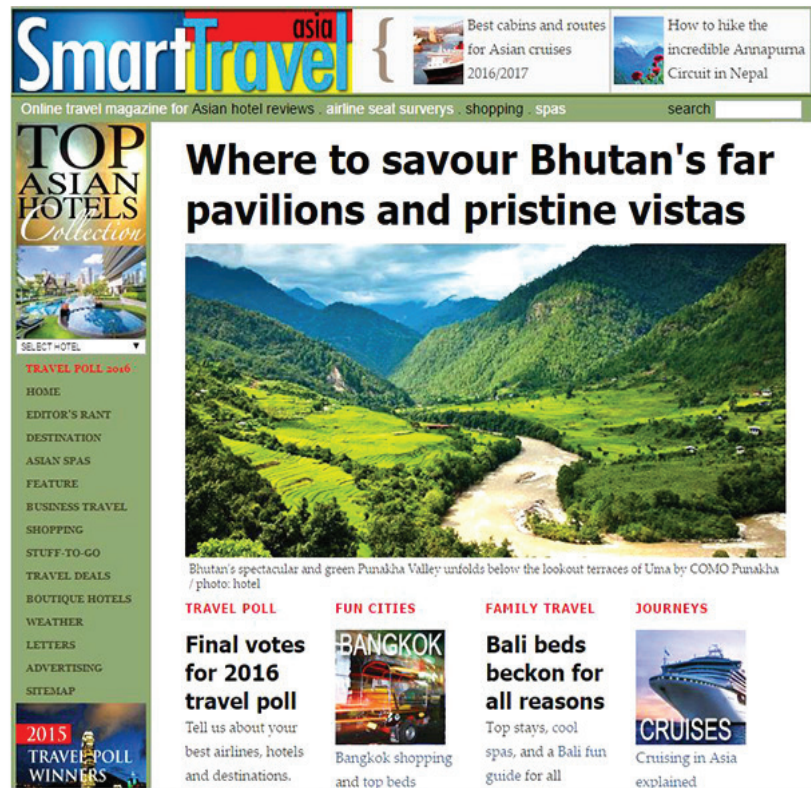 asia
SmartTravel
{
Best cabins and routes
for Asian cruises
2016/2017
How to hike the
incredible Annapurna
Circuit in Nepal
Online travel magazine for Asian hotel reviews . airline seat surverys . shopping . spas
search
TOP
ASIAN
HOTELS
Collection
SELECT HOTEL
TRAVEL POLL 2016
HOME
EDITOR'S RANT
DESTINATION
ASIAN SPAS
FEATURE
BUSINESS TRAVEL
SHOPPING
STUFF-TO-GO
TRAVEL DEALS
BOUTIQUE HOTELS
WEATHER
LETTERS
ADVERTISING
SITEMAP
2015
TRAVEL POLL
WINNERS
Where to savour Bhutan's far
pavilions and pristine vistas
Bhutan's spectacular and green Punakha Valley unfolds below the lookout terraces of Uma by COMO Punakha
/ photo: hotel
TRAVEL POLL
Final votes
for 2016
travel poll
Tell us about your
best airlines, hotels
and destinations.
FUN CITIES
BANGKOK
Bangkok shopping
and top beds
FAMILY TRAVEL
Bali beds
beckon for
all reasons
Top stays, cool
spas, and a Bali fun
guide for all
JOURNEYS
CRUISES
Cruising in Asia
explained